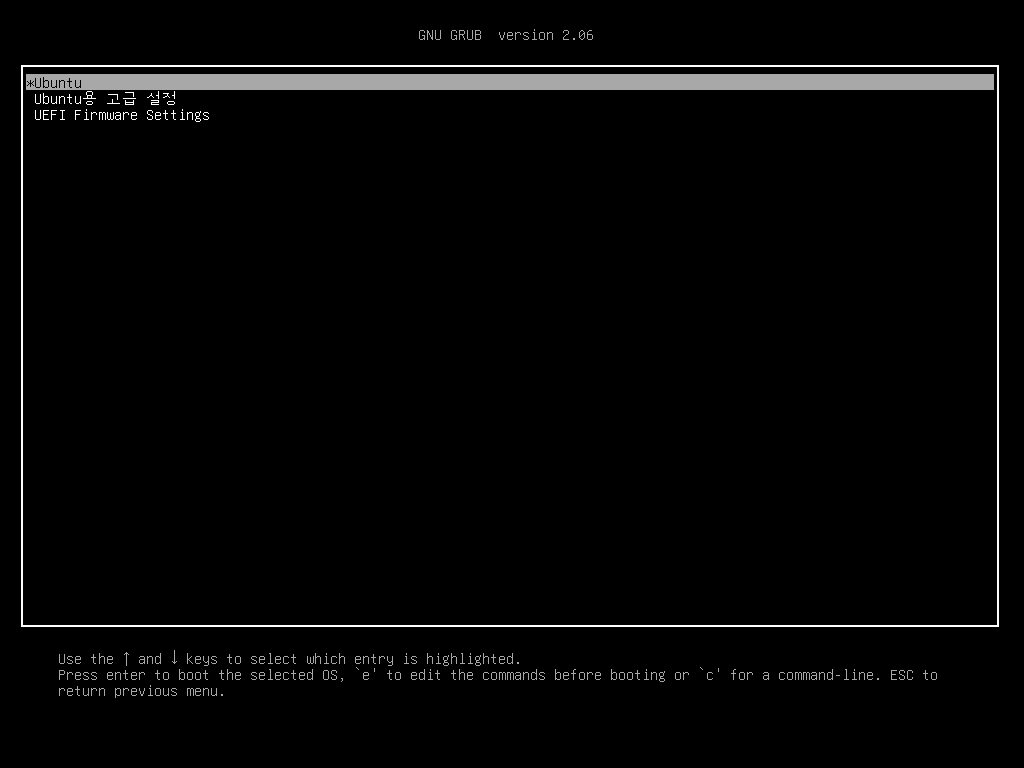 GNU GRUB  version 2.06
*Ubuntu
Ubuntu용 고급 설정
UEFI Firmware Settings
Use the ↑ and ↓ keys to select which entry is highlighted.
Press enter to boot the selected OS, `e' to edit the commands before booting or `c' for a command-line. ESC to
return previous menu.